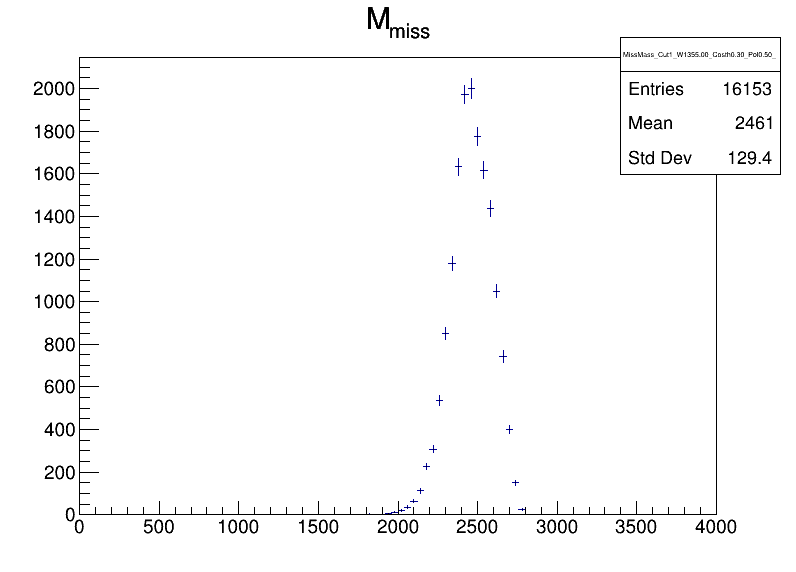 M_miss
MissMass_Cut1_W1355.00_Costh0.30_Pol0.50_
Entries 16153
Mean 2461
Std Dev 129.4
2000
1800
1600
1400
1200
1000
800
600
400
200
0
0 500 1000 1500 2000 2500 3000 3500 4000